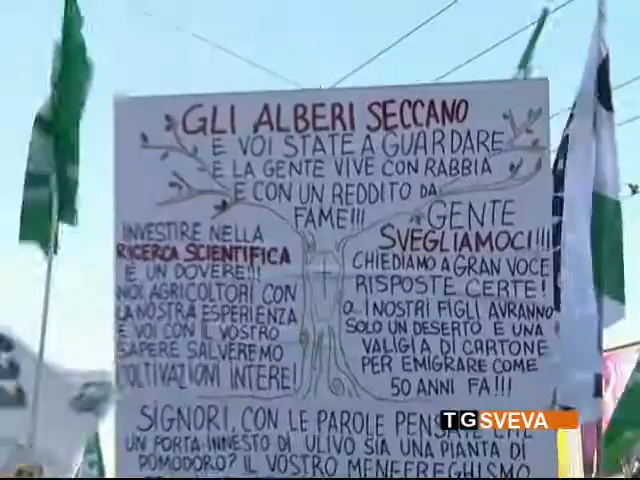 GLI ALBERI SECCANO
E VOI STATE A GUARDARE
E LA GENTE VIVE CON RABBIA
E CON UN REDDITO DA
FAME!!!
INVESTIRE NELLA
RICERCA SCIENTIFICA
È UN DOVERE!!!
NOI AGRICOLTORI CON
LA NOSTRA ESPERIENZA
E VOI CON IL VOSTRO
SAPERE SALVEREMO
COLTIVAZIONI INTERE!
GENTE
SVEGLIAMOCI!!!
CHIEDIAMO A GRAN VOCE
RISPOSTE CERTE!
O... I NOSTRI FIGLI AVRANNO
SOLO UN DESERTO E UNA
VALIGIA DI CARTONE
PER EMIGRARE COME
50 ANNI FA!!!
SIGNORI, CON LE PAROLE PENSATE CHE
UN PORTA-INNESTO DI ULIVO SIA UNA PIANTA DI
POMODORO? IL VOSTRO MENEFREGHISMO
TGSVEVA